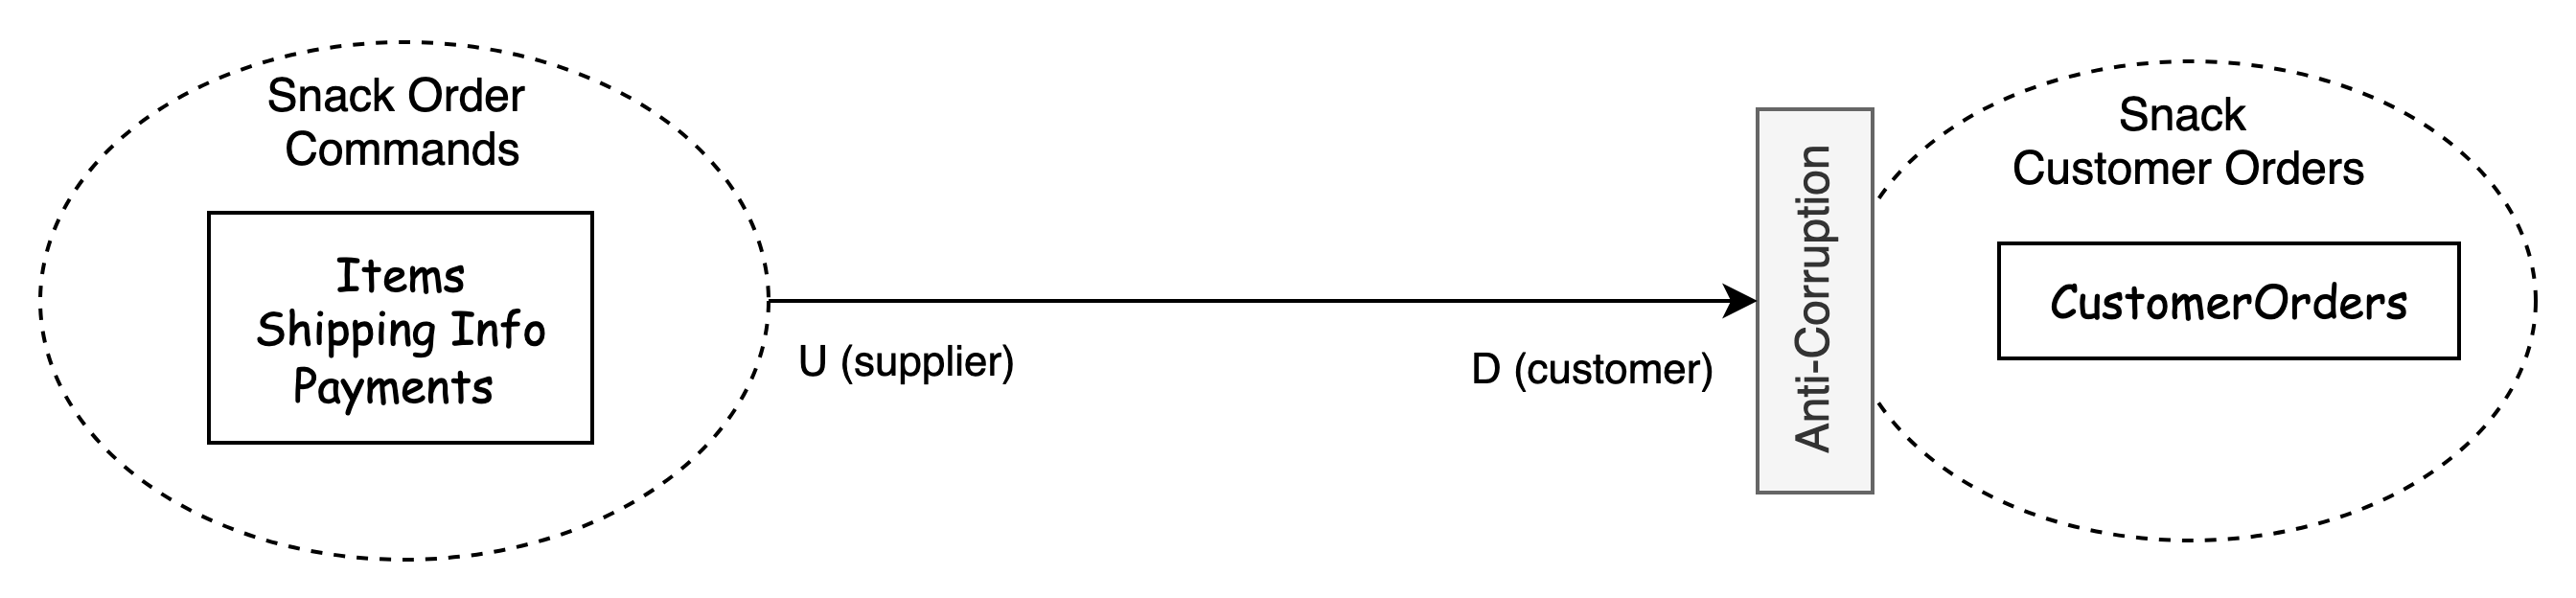 Snack Order
Commands
Items
Shipping Info
Payments
U (supplier)
D (customer)
Anti-Corruption
Snack
Customer Orders
CustomerOrders